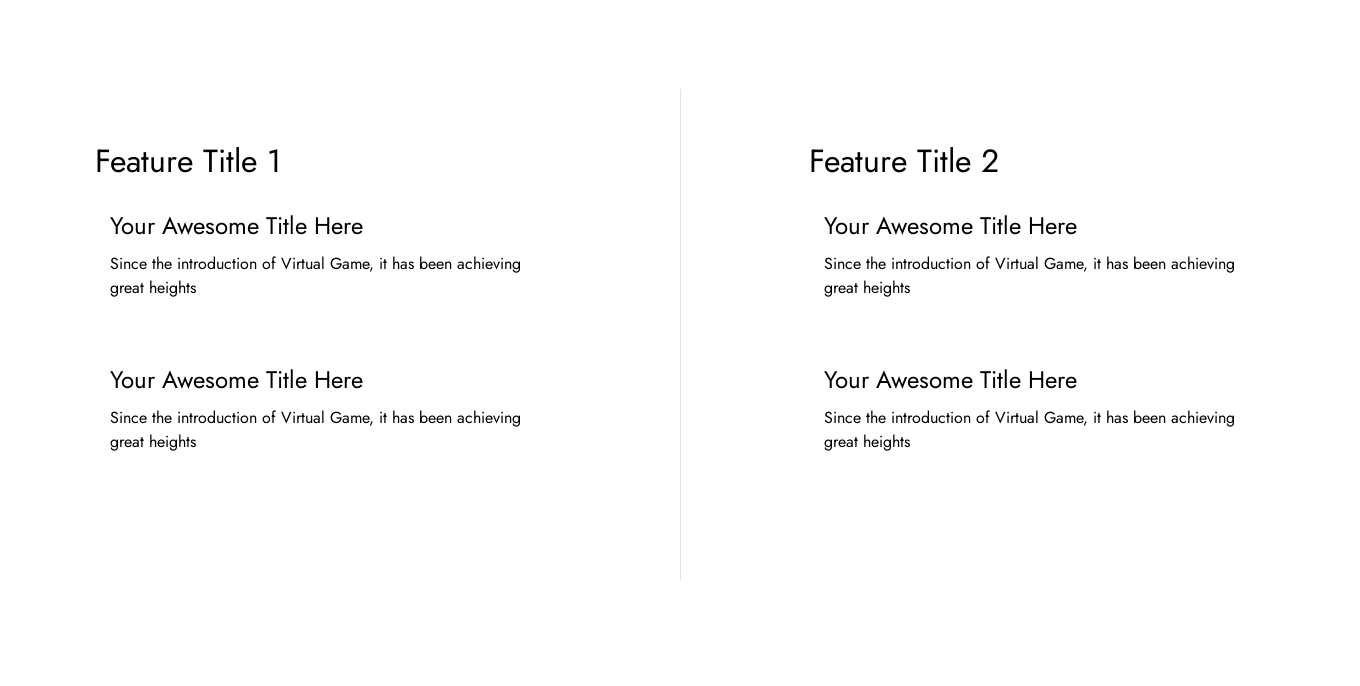 Feature Title 1
Your Awesome Title Here
Since the introduction of Virtual Game, it has been achieving
great heights
Your Awesome Title Here
Since the introduction of Virtual Game, it has been achieving
great heights
Feature Title 2
Your Awesome Title Here
Since the introduction of Virtual Game, it has been achieving
great heights
Your Awesome Title Here
Since the introduction of Virtual Game, it has been achieving
great heights